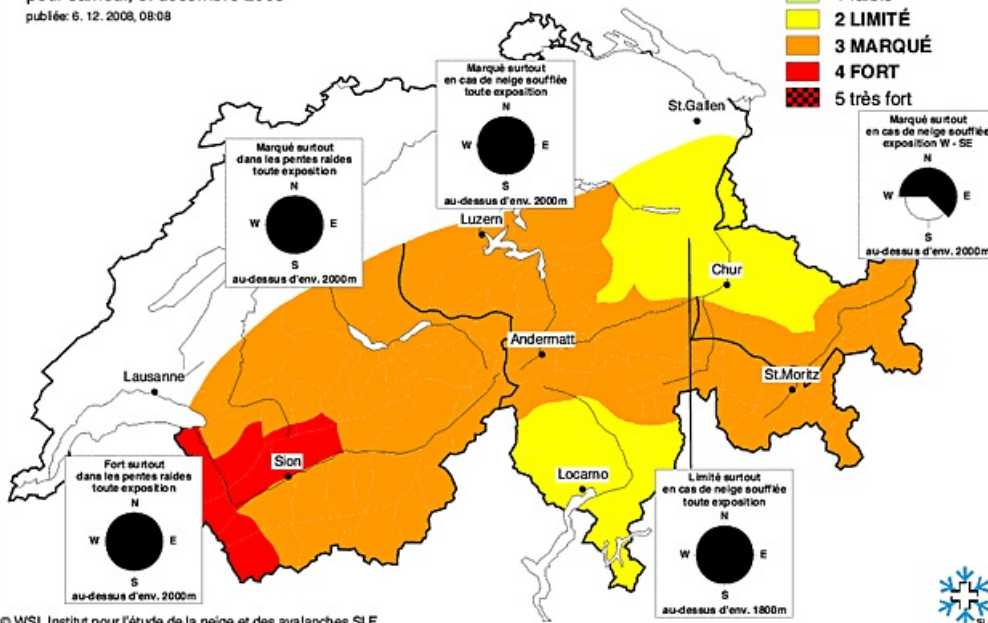 pour samedi, 6. décembre 2008
publiée: 6. 12. 2008, 08:08
2 LIMITÉ
3 MARQUÉ
4 FORT
5 très fort
Marqué surtout
en cas de neige soufflée
toute exposition
N
W E
S
au-dessus d'env. 2000m
St.Gallen
Marqué surtout
en cas de neige soufflée
exposition W - SE
N
W E
S
au-dessus d'env. 2000m
Marqué surtout
dans les pentes raides
toute exposition
N
W E
S
au-dessus d'env. 2000m
Luzern
Chur
Andermatt
Lausanne
St.Moritz
Sion
Locarno
Fort surtout
dans les pentes raides
toute exposition
N
W E
S
au-dessus d'env. 2000m
Limité surtout
en cas de neige soufflée
toute exposition
N
W E
S
au-dessus d'env. 1800m
© WSL Institut pour l'étude de la neige et des avalanches SLF